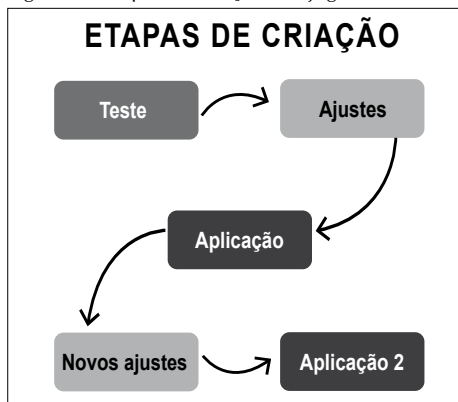 ETAPAS DE CRIAÇÃO
Teste
Ajustes
Aplicação
Novos ajustes
Aplicação 2